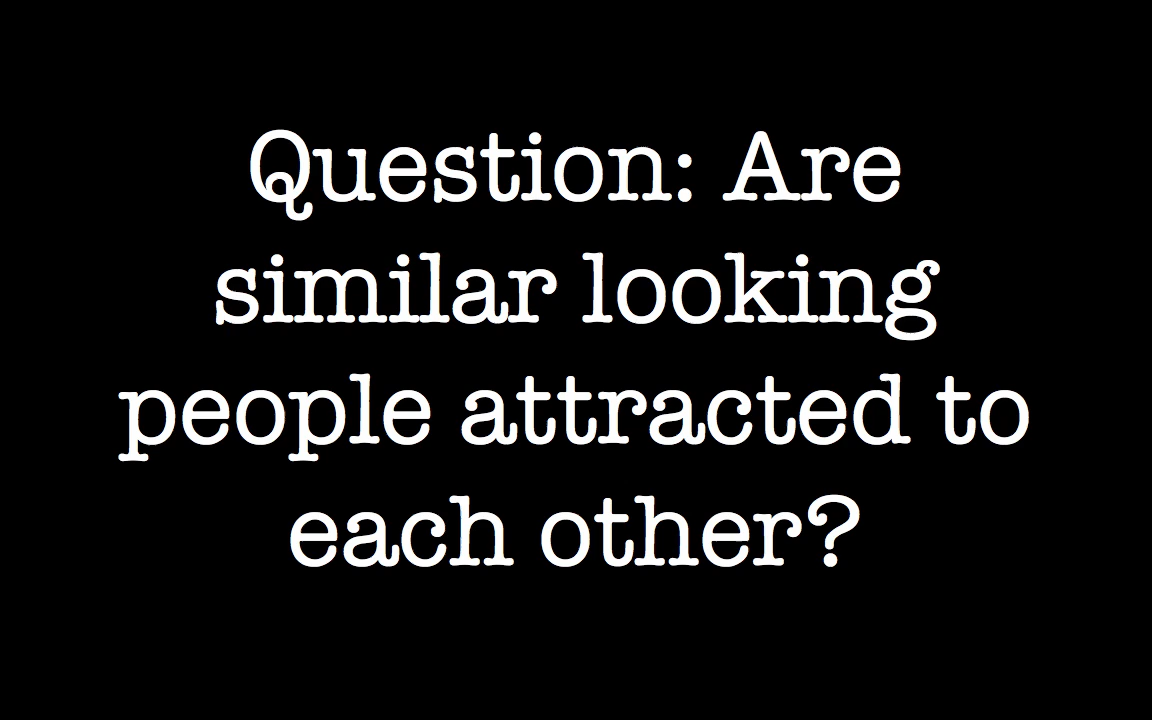 Question: Are
similar looking
people attracted to
each other?